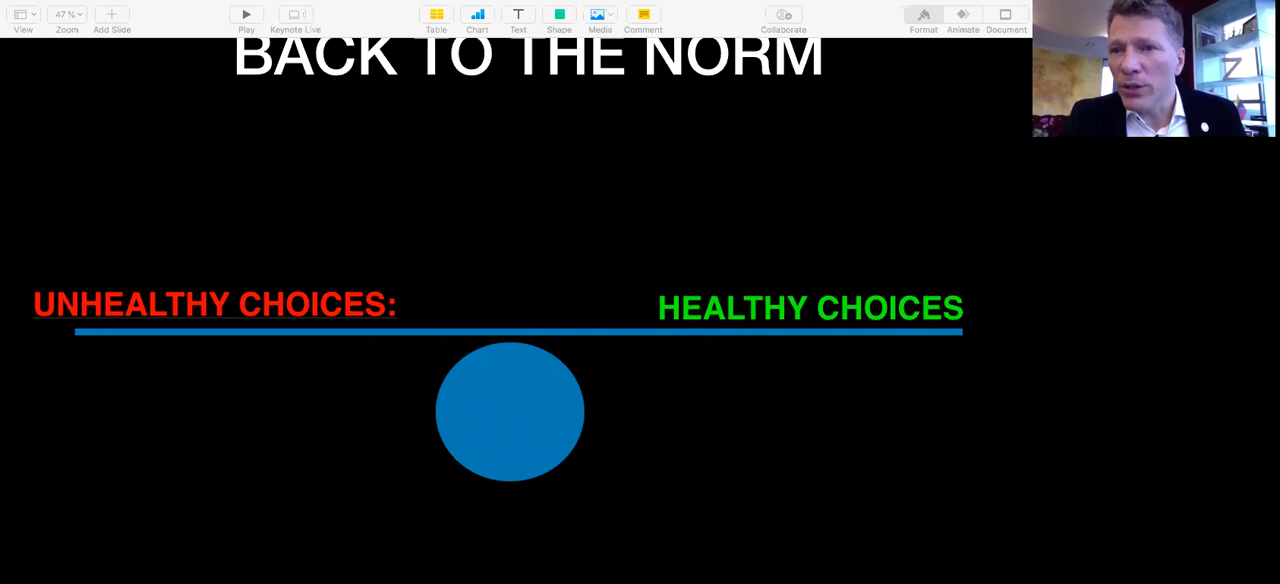 View
Zoom
Add Slide
Play
Keynote Live
Table
Chart
Text
Shape
Media
Comment
Collaborate
Format
Animate
Document
47 %
BACK TO THE NORM
UNHEALTHY CHOICES:
HEALTHY CHOICES